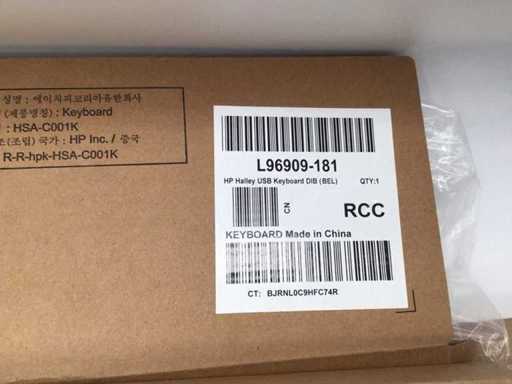 성명 : 에이치피코리아유한회사
(제품명칭) : Keyboard
: HSA-C001K
조(조립) 국가 : HP Inc. / 중국
R-R-hpk-HSA-C001K
L96909-181
HP Halley USB Keyboard DIB (BEL) QTY:1
CN
RCC
KEYBOARD Made in China
CT: BJRNL0C9HFC74R